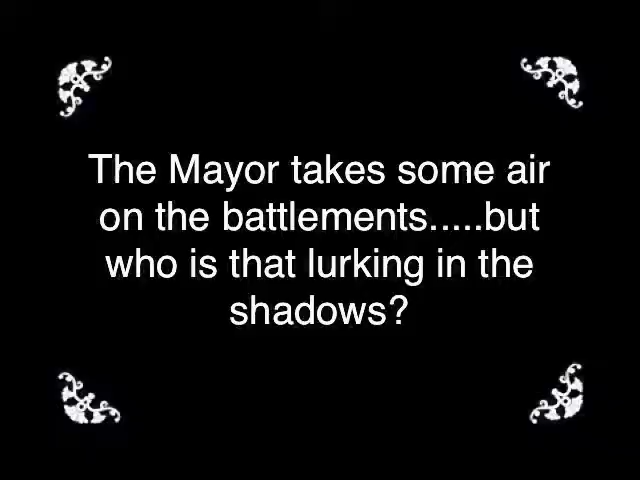 The Mayor takes some air
on the battlements.....but
who is that lurking in the
shadows?